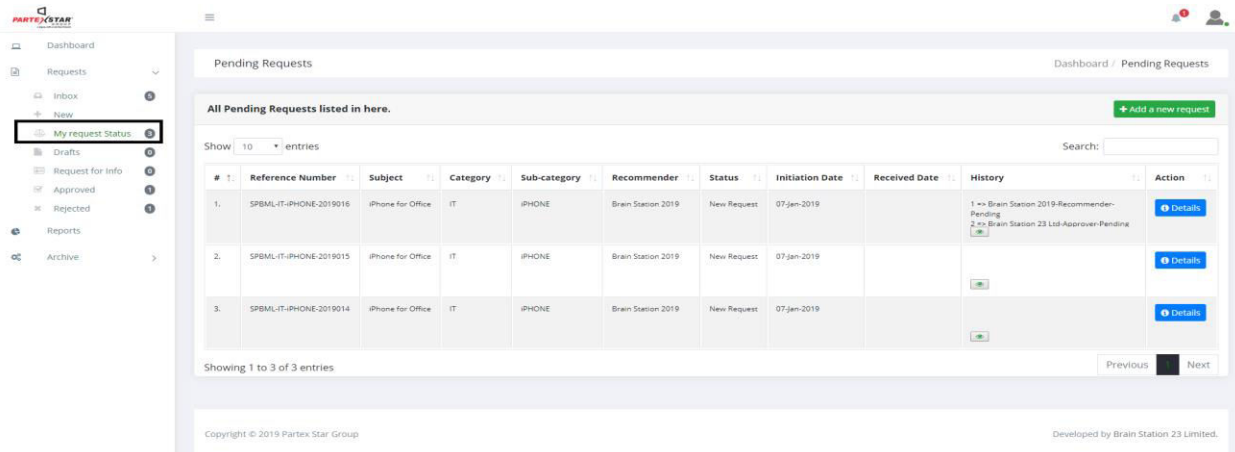 PARTEX STAR
GROUP
1
Dashboard
Requests
Inbox 5
New
My request Status 3
Drafts 0
Request for Info 0
Approved 1
Rejected 1
Reports
Archive
Pending Requests
Dashboard / Pending Requests
All Pending Requests listed in here.
+ Add a new request
Show 10 entries
Search:
# Reference Number Subject Category Sub-category Recommender Status Initiation Date Received Date History Action
1. SPBML-IT-iPHONE-2019016 iPhone for Office IT iPHONE Brain Station 2019 New Request 07-Jan-2019 1 => Brain Station 2019-Recommender-
Pending
2 => Brain Station 23 Ltd-Approver-Pending
Details
2. SPBML-IT-iPHONE-2019015 iPhone for Office IT iPHONE Brain Station 2019 New Request 07-Jan-2019
Details
3. SPBML-IT-iPHONE-2019014 iPhone for Office IT iPHONE Brain Station 2019 New Request 07-Jan-2019
Details
Showing 1 to 3 of 3 entries
Previous 1 Next
Copyright © 2019 Partex Star Group
Developed by Brain Station 23 Limited.